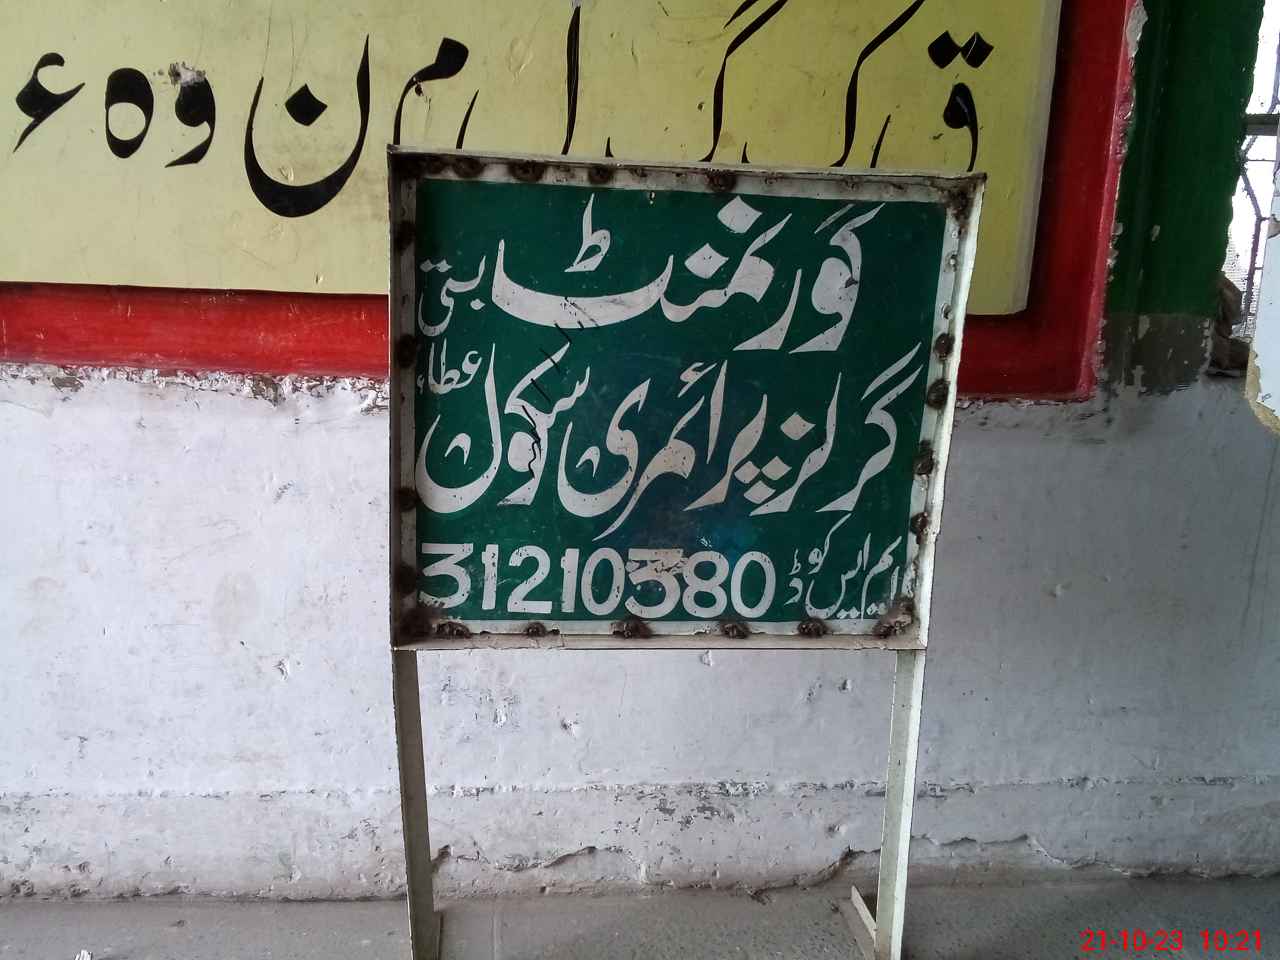 ق ک گ ل م ن و ہ ء
گورنمنٹ بستی
گرلز پرائمری سکول عطاء
ایم ایس کوڈ 31210380
21-10-23 10:21